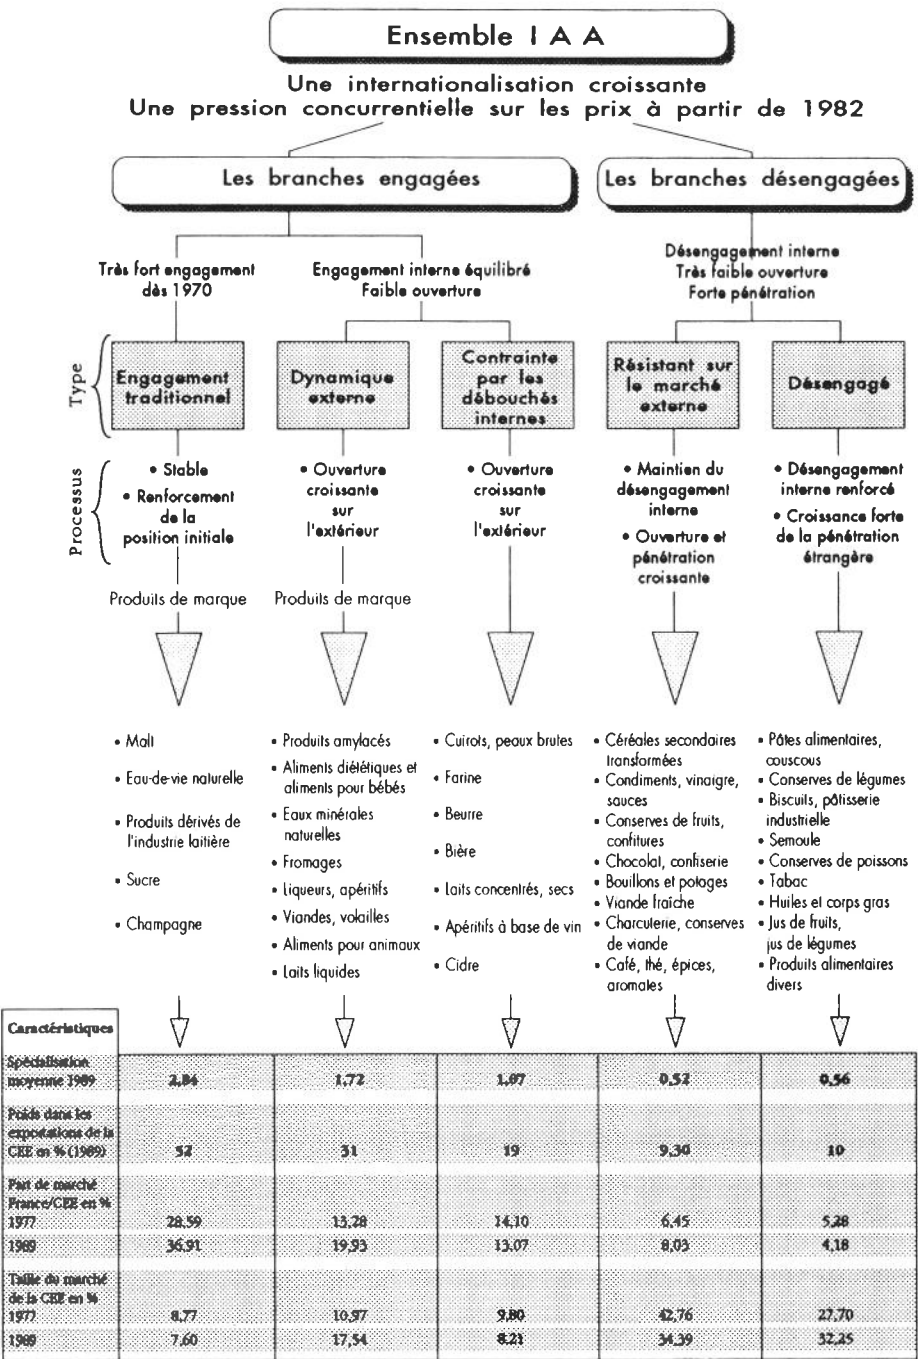 Ensemble I A A
Une internationalisation croissante
Une pression concurrentielle sur les prix à partir de 1982
Les branches engagées
Les branches désengagées
Très fort engagement
dès 1970
Engagement interne équilibré
Faible ouverture
Désengagement interne
Très faible ouverture
Forte pénétration
Type
Engagement
traditionnel
Dynamique
externe
Contrainte
par les
débouchés
internes
Résistant sur
le marché
externe
Désengagé
Processus
• Stable
• Renforcement
de la
position initiale
• Ouverture
croissante
sur
l'extérieur
• Ouverture
croissante
sur
l'extérieur
• Maintien du
désengagement
interne
• Ouverture et
pénétration
croissante
• Désengagement
interne renforcé
• Croissance forte
de la pénétration
étrangère
Produits de marque
Produits de marque
• Malt
• Eau-de-vie naturelle
• Produits dérivés de
l'industrie laitière
• Sucre
• Champagne
• Produits amylacés
• Aliments diététiques et
aliments pour bébés
• Eaux minérales
naturelles
• Fromages
• Liqueurs, apéritifs
• Viandes, volailles
• Aliments pour animaux
• Laits liquides
• Cuirots, peaux brutes
• Farine
• Beurre
• Bière
• Laits concentrés, secs
• Apéritifs à base de vin
• Cidre
• Céréales secondaires
transformées
• Condiments, vinaigre,
sauces
• Conserves de fruits,
confitures
• Chocolat, confiserie
• Bouillons et potages
• Viande fraîche
• Charcuterie, conserves
de viande
• Café, thé, épices,
aromates
• Pâtes alimentaires,
couscous
• Conserves de légumes
• Biscuits, pâtisserie
industrielle
• Semoule
• Conserves de poissons
• Tabac
• Huiles et corps gras
• Jus de fruits,
jus de légumes
• Produits alimentaires
divers
Caractéristiques
Spécialisation
moyenne 1989 2,84 1,72 1,07 0,52 0,56
Poids dans les
exportations de la
CEE en % (1989) 52 31 19 9,30 10
Part de marché
France/CEE en %
1977 28,59 13,28 14,10 6,45 5,28
1989 36,91 19,93 13,07 8,03 4,18
Taille du marché
de la CEE en %
1977 8,77 10,97 9,80 42,76 27,70
1989 7,60 17,54 8,21 34,39 32,25